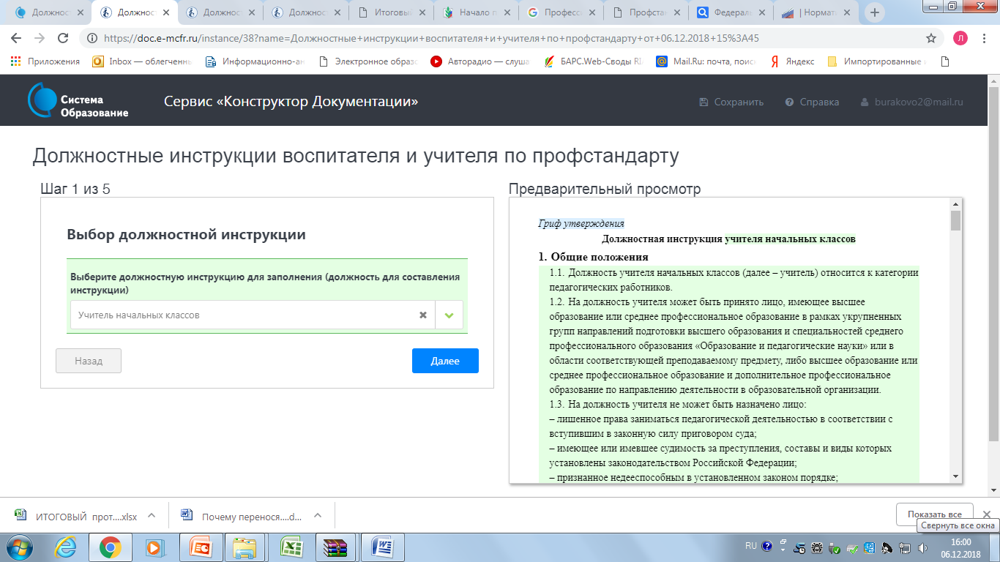 Должнос
Должнос
Должнос
Должнос
Итоговый
Начало п
Професс
Профста
Федераль
| Нормат
https://doc.e-mcfr.ru/instance/38?name=Должностные+инструкции+воспитателя+и+учителя+по+профстандарту+от+06.12.2018+15%3A45
Л
Приложения
Inbox — облегченн
Информационно-ан
Электронное образо
Авторадио — слуша
БАРС.Web-Своды RI
Mail.Ru: почта, поис
Яндекс
Импортированные
Система
Образование
Сервис «Конструктор Документации»
Сохранить
Справка
burakovo2@mail.ru
Должностные инструкции воспитателя и учителя по профстандарту
Шаг 1 из 5
Выбор должностной инструкции
Выберите должностную инструкцию для заполнения (должность для составления
инструкции)
Учитель начальных классов
Назад
Далее
Предварительный просмотр
Гриф утверждения
Должностная инструкция учителя начальных классов
1. Общие положения
1.1. Должность учителя начальных классов (далее – учитель) относится к категории
педагогических работников.
1.2. На должность учителя может быть принято лицо, имеющее высшее
образование или среднее профессиональное образование в рамках укрупненных
групп направлений подготовки высшего образования и специальностей среднего
профессионального образования «Образование и педагогические науки» или в
области соответствующей преподаваемому предмету, либо высшее образование или
среднее профессиональное образование и дополнительное профессиональное
образование по направлению деятельности в образовательной организации.
1.3. На должность учителя не может быть назначено лицо:
– лишенное права заниматься педагогической деятельностью в соответствии с
вступившим в законную силу приговором суда;
– имеющее или имевшее судимость за преступления, составы и виды которых
установлены законодательством Российской Федерации;
– признанное недееспособным в установленном законом порядке;
ИТОГОВЫЙ прот....xlsx
Почему перенося....d...
Показать все
Свернуть все окна
RU
16:00
06.12.2018